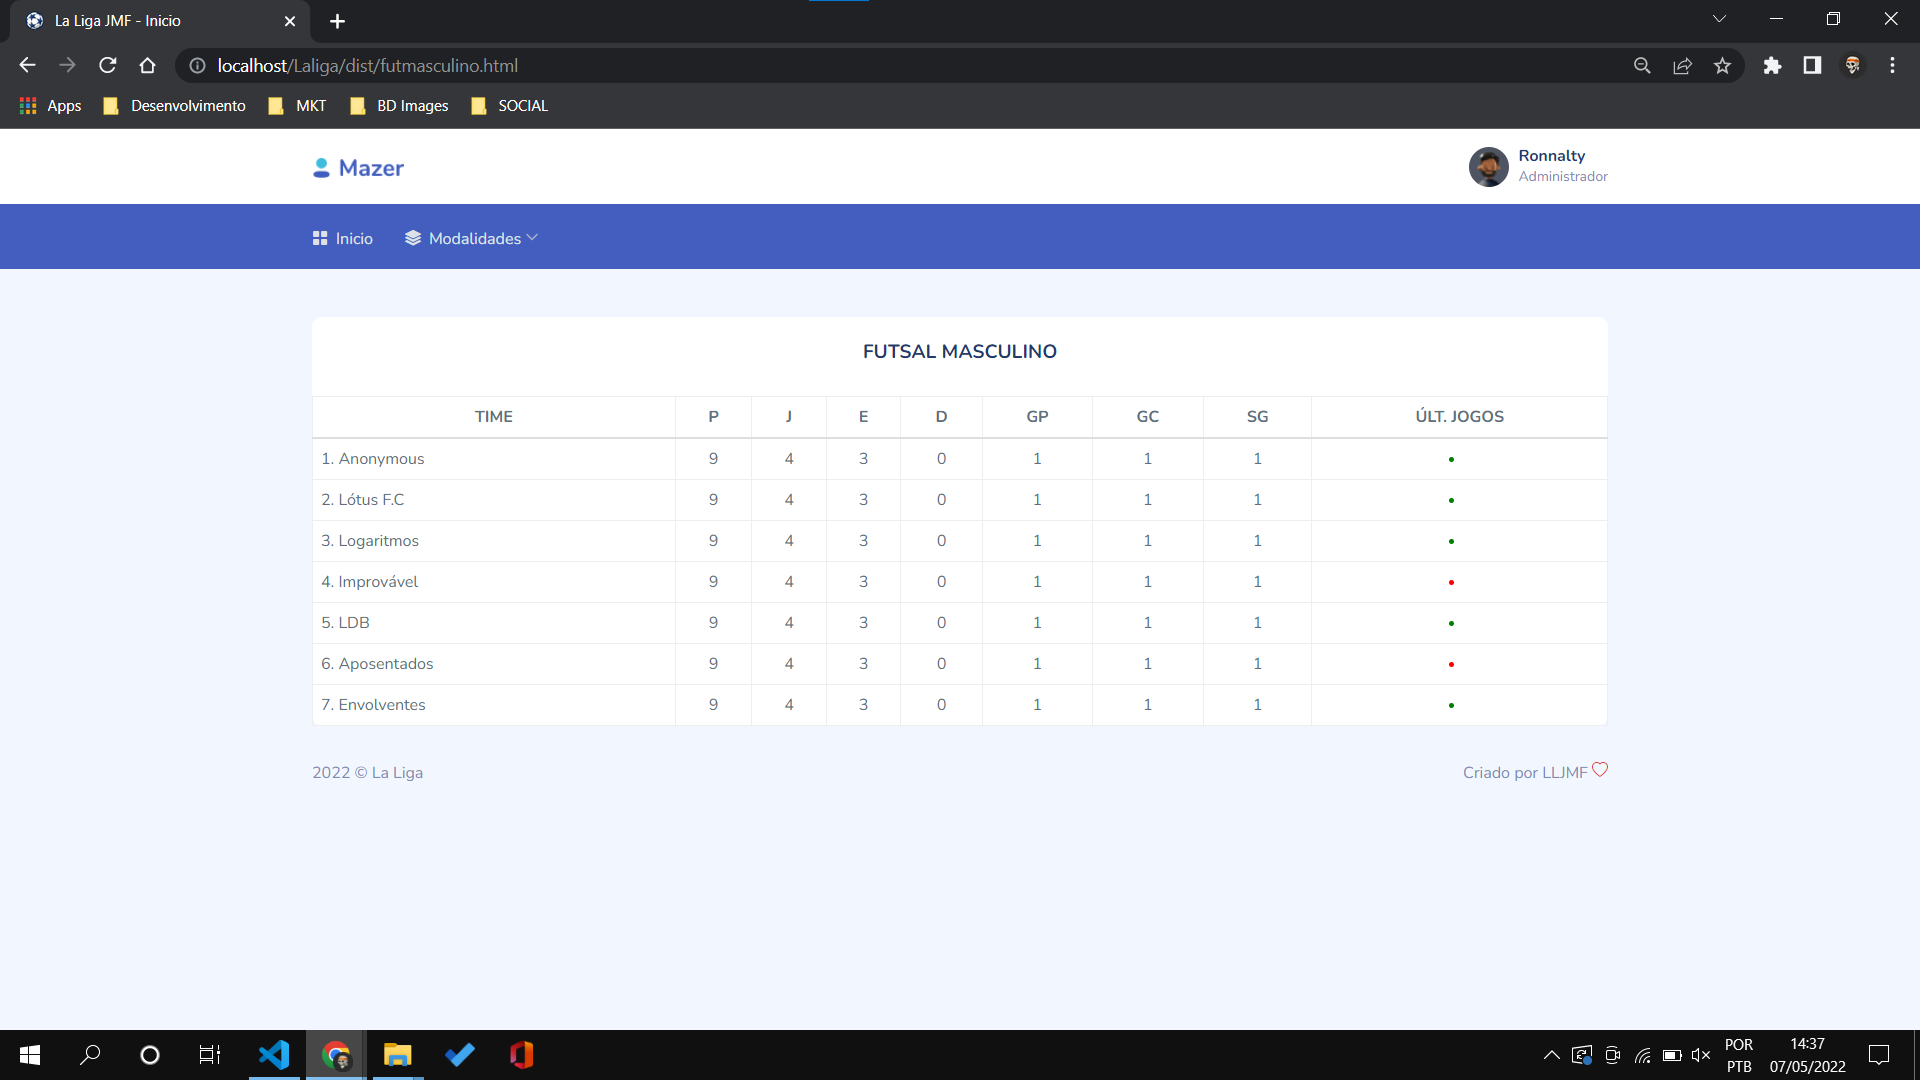 La Liga JMF - Inicio
localhost/Laliga/dist/futmasculino.html
Apps Desenvolvimento MKT BD Images SOCIAL
Mazer
Ronnalty
Administrador
Inicio Modalidades
FUTSAL MASCULINO
TIME P J E D GP GC SG ÚLT. JOGOS
1. Anonymous 9 4 3 0 1 1 1 •
2. Lótus F.C 9 4 3 0 1 1 1 •
3. Logaritmos 9 4 3 0 1 1 1 •
4. Improvável 9 4 3 0 1 1 1 •
5. LDB 9 4 3 0 1 1 1 •
6. Aposentados 9 4 3 0 1 1 1 •
7. Envolventes 9 4 3 0 1 1 1 •
2022 © La Liga
Criado por LLJMF
POR
PTB
14:37
07/05/2022